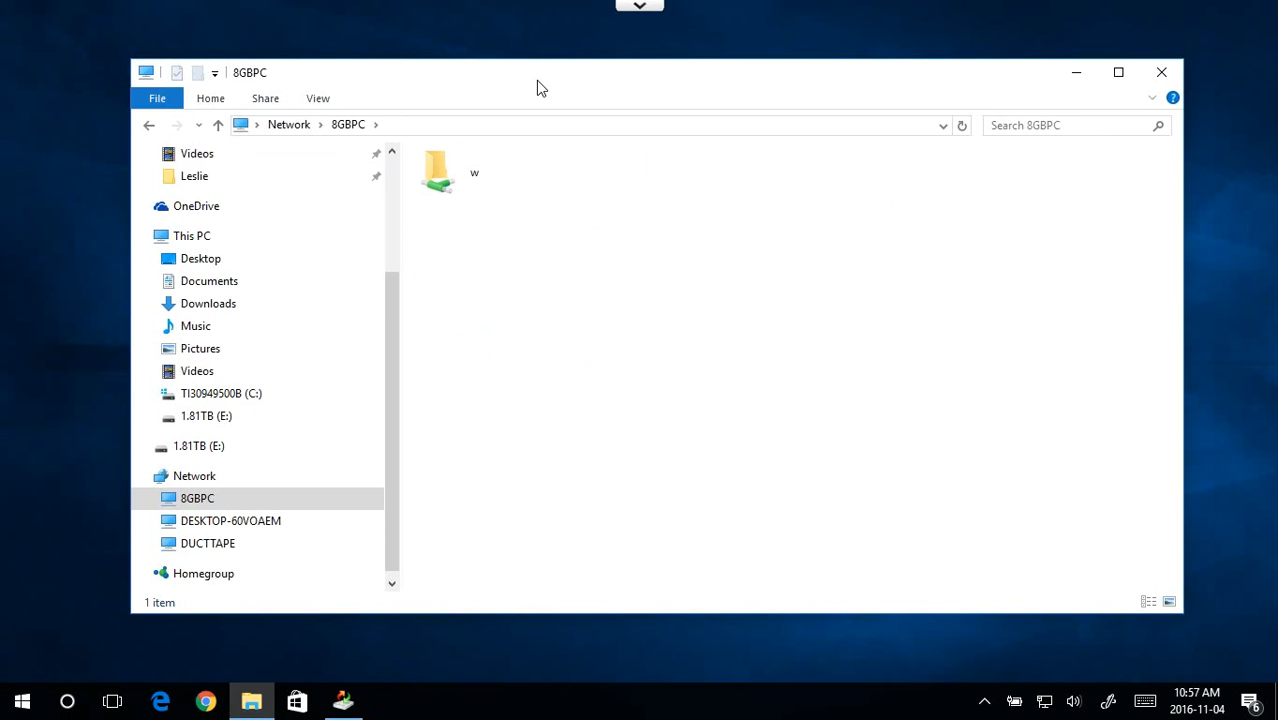 8GBPC
File Home Share View
Network 8GBPC
Search 8GBPC
Videos
Leslie
OneDrive
This PC
Desktop
Documents
Downloads
Music
Pictures
Videos
TI30949500B (C:)
1.81TB (E:)
1.81TB (E:)
Network
8GBPC
DESKTOP-60VOAEM
DUCTTAPE
Homegroup
w
1 item
10:57 AM
2016-11-04
6